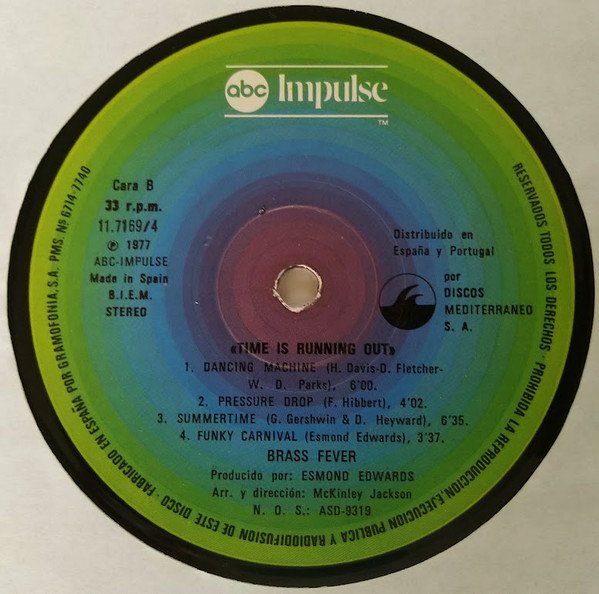 abc Impulse
TM
Cara B
33 r.p.m.
11.7169/4
℗ 1977
ABC-IMPULSE
Made in Spain
B.I.E.M.
STEREO
Distribuido en
España y Portugal
por
DISCOS
MEDITERRANEO
S. A.
«TIME IS RUNNING OUT»
1. DANCING MACHINE (H. Davis-D. Fletcher-
W. D. Parks), 6'00.
2. PRESSURE DROP (F. Hibbert), 4'02.
3. SUMMERTIME (G. Gershwin & D. Heyward), 6'35.
4. FUNKY CARNIVAL (Esmond Edwards), 3'37.
BRASS FEVER
Producido por: ESMOND EDWARDS
Arr. y dirección: McKinley Jackson
N. O. S.: ASD-9319
FABRICADO EN ESPAÑA POR GRAMOFONIA, S.A. PMS. Nº 6714-7740
RESERVADOS TODOS LOS DERECHOS · PROHIBIDA LA REPRODUCCION, EJECUCION PUBLICA Y RADIODIFUSION DE ESTE DISCO ·